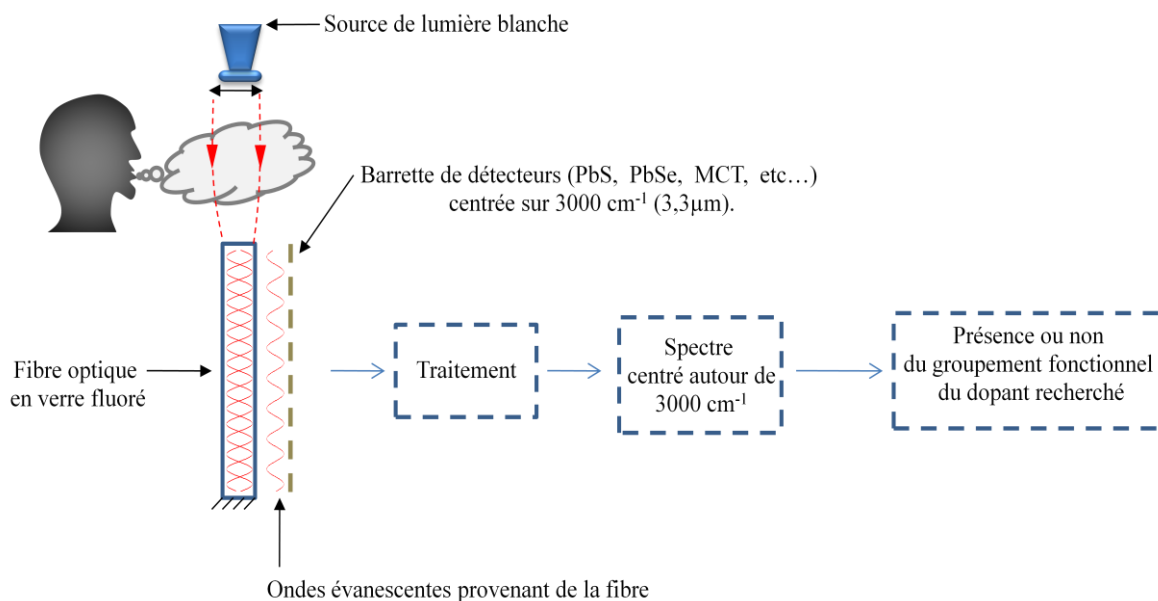 Source de lumière blanche
Barrette de détecteurs (PbS, PbSe, MCT, etc…)
centrée sur 3000 cm⁻¹ (3,3µm).
Fibre optique
en verre fluoré
Traitement
Spectre
centré autour de
3000 cm⁻¹
Présence ou non
du groupement fonctionnel
du dopant recherché
Ondes évanescentes provenant de la fibre